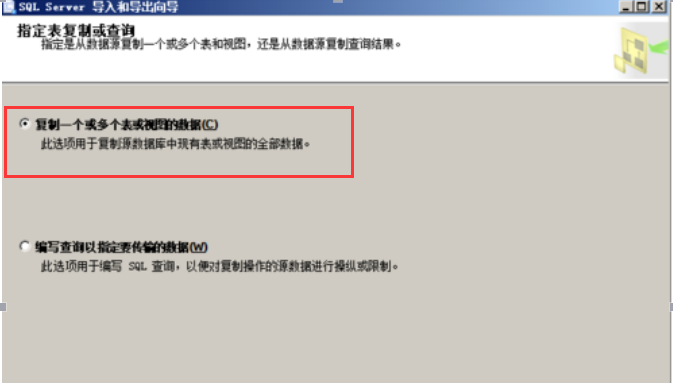 SQL Server 导入和导出向导
指定表复制或查询
指定是从数据源复制一个或多个表和视图，还是从数据源复制查询结果。
复制一个或多个表或视图的数据(C)
此选项用于复制源数据库中现有表或视图的全部数据。
编写查询以指定要传输的数据(W)
此选项用于编写 SQL 查询，以便对复制操作的源数据进行操纵或限制。